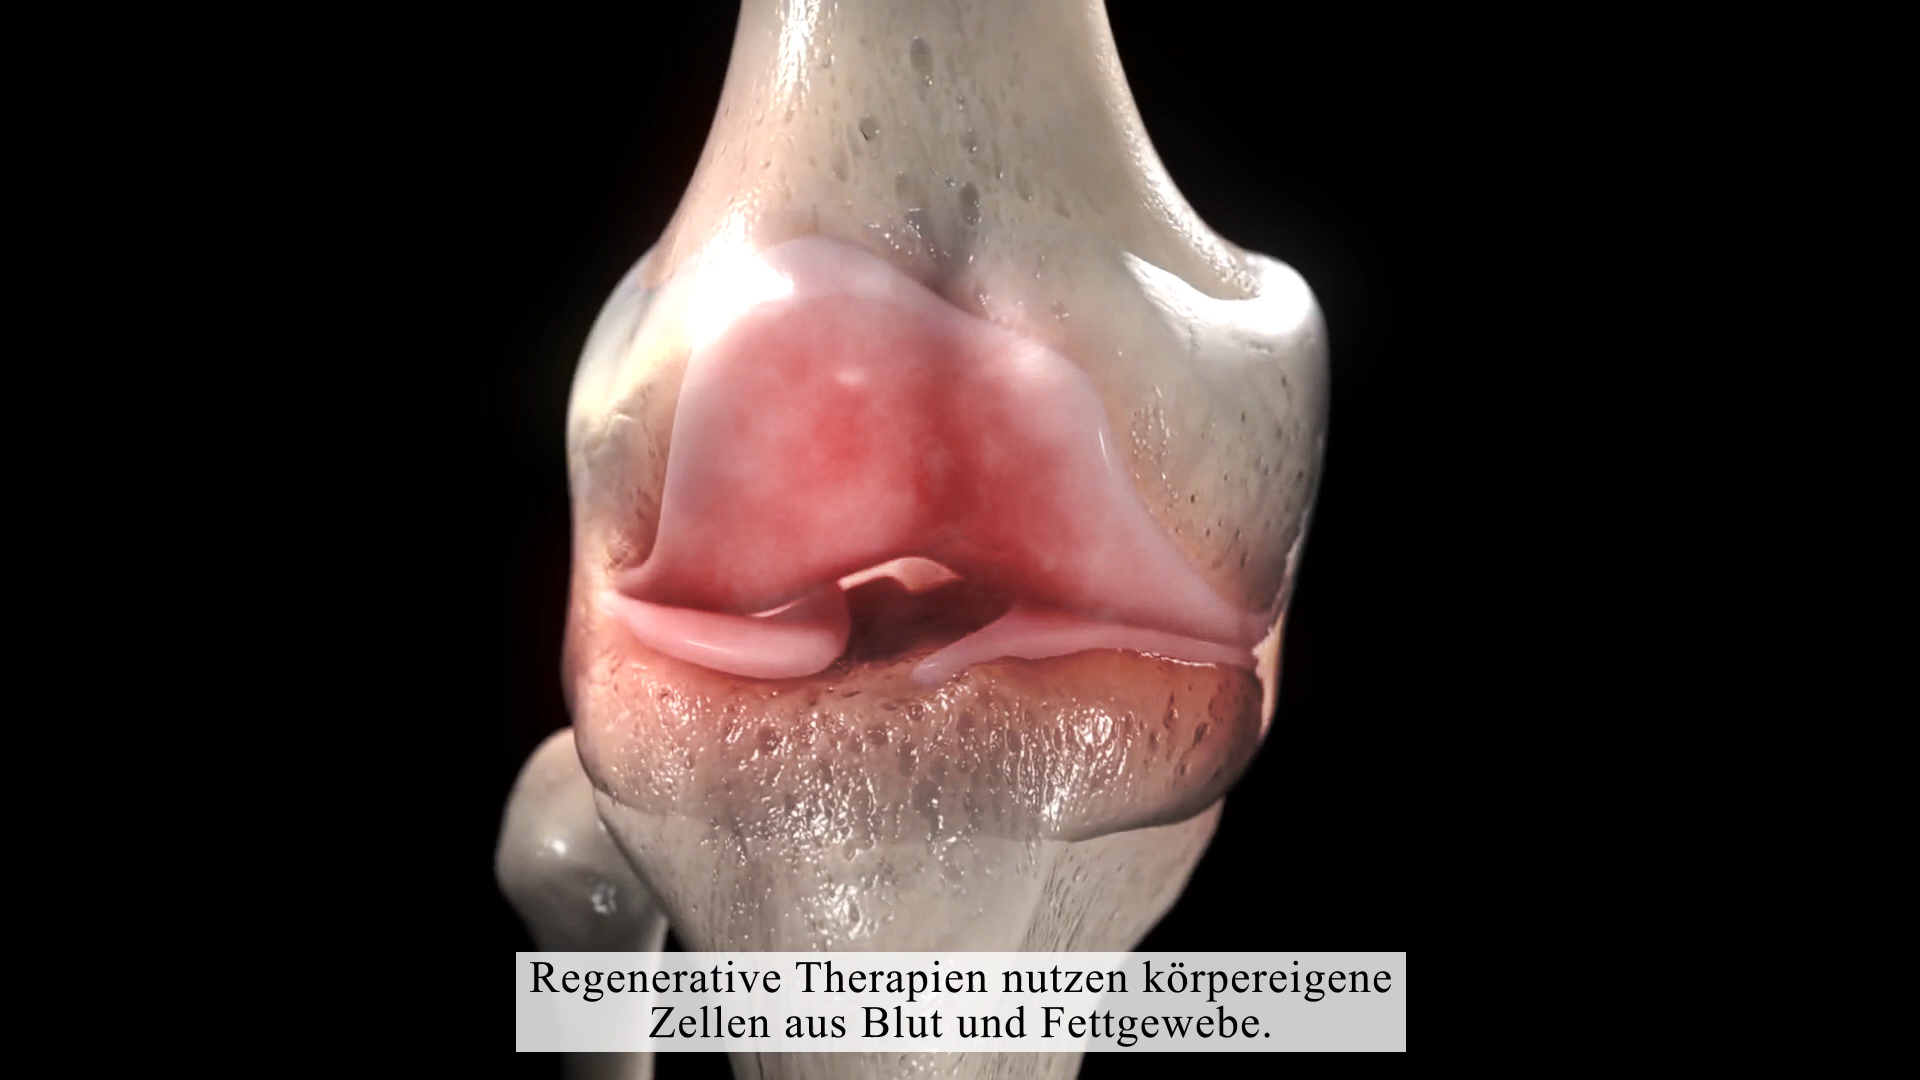 Regenerative Therapien nutzen körpereigene
Zellen aus Blut und Fettgewebe.